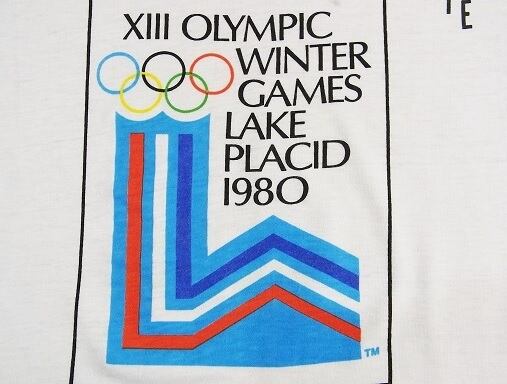 XIII OLYMPIC
WINTER
GAMES
LAKE
PLACID
1980
TM